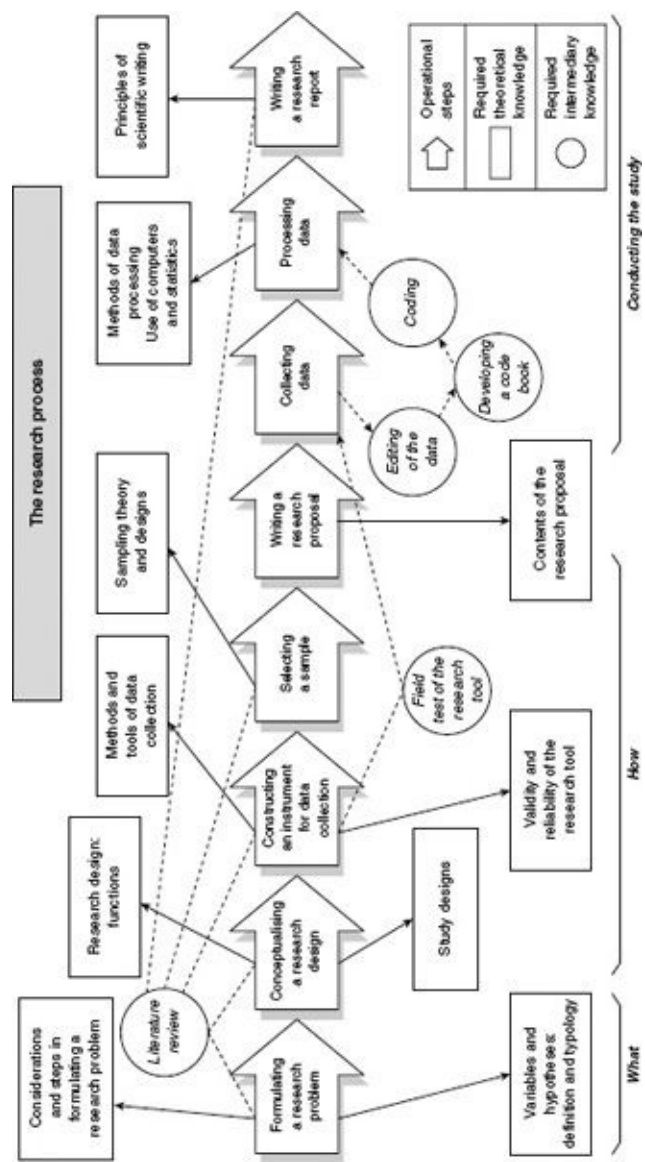 The research process
Considerations
and steps in
formulating a
research problem
Research design:
functions
Methods and
tools of data
collection
Sampling theory
and designs
Methods of data
processing
Use of computers
and statistics
Principles of
scientific writing
Literature
review
Formulating
a research
problem
Conceptualising
a research
design
Constructing
an instrument
for data
collection
Selecting
a sample
Writing a
research
proposal
Collecting
data
Processing
data
Writing
a research
report
Field
test of the
research
tool
Editing
of the
data
Developing
a code
book
Coding
Variables and
hypotheses:
definition and typology
Study designs
Validity and
reliability of the
research tool
Contents of the
research proposal
Operational
steps
Required
theoretical
knowledge
Required
intermediary
knowledge
What
How
Conducting the study